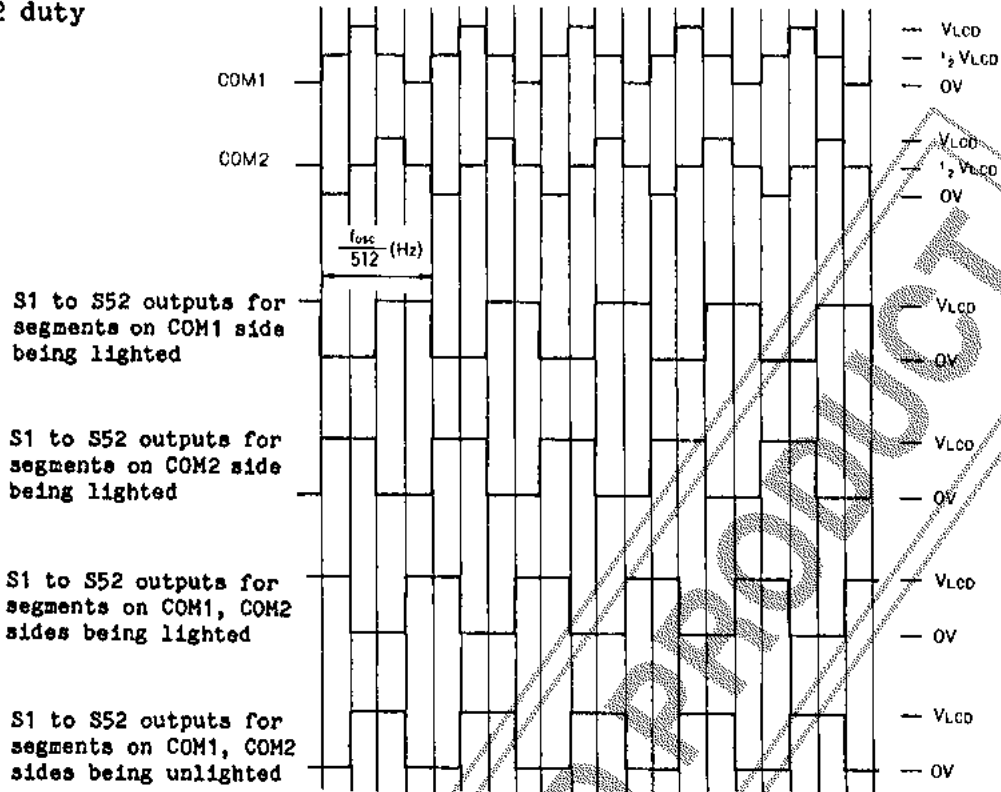 2 duty
VLCD
1/2 VLCD
COM1
0V
VLCD
COM2
1/2 VLCD
0V
fosc/512 (Hz)
S1 to S52 outputs for
segments on COM1 side
being lighted
VLCD
0V
S1 to S52 outputs for
segments on COM2 side
being lighted
VLCD
0V
S1 to S52 outputs for
segments on COM1, COM2
sides being lighted
VLCD
0V
S1 to S52 outputs for
segments on COM1, COM2
sides being unlighted
VLCD
0V
PRODUCT